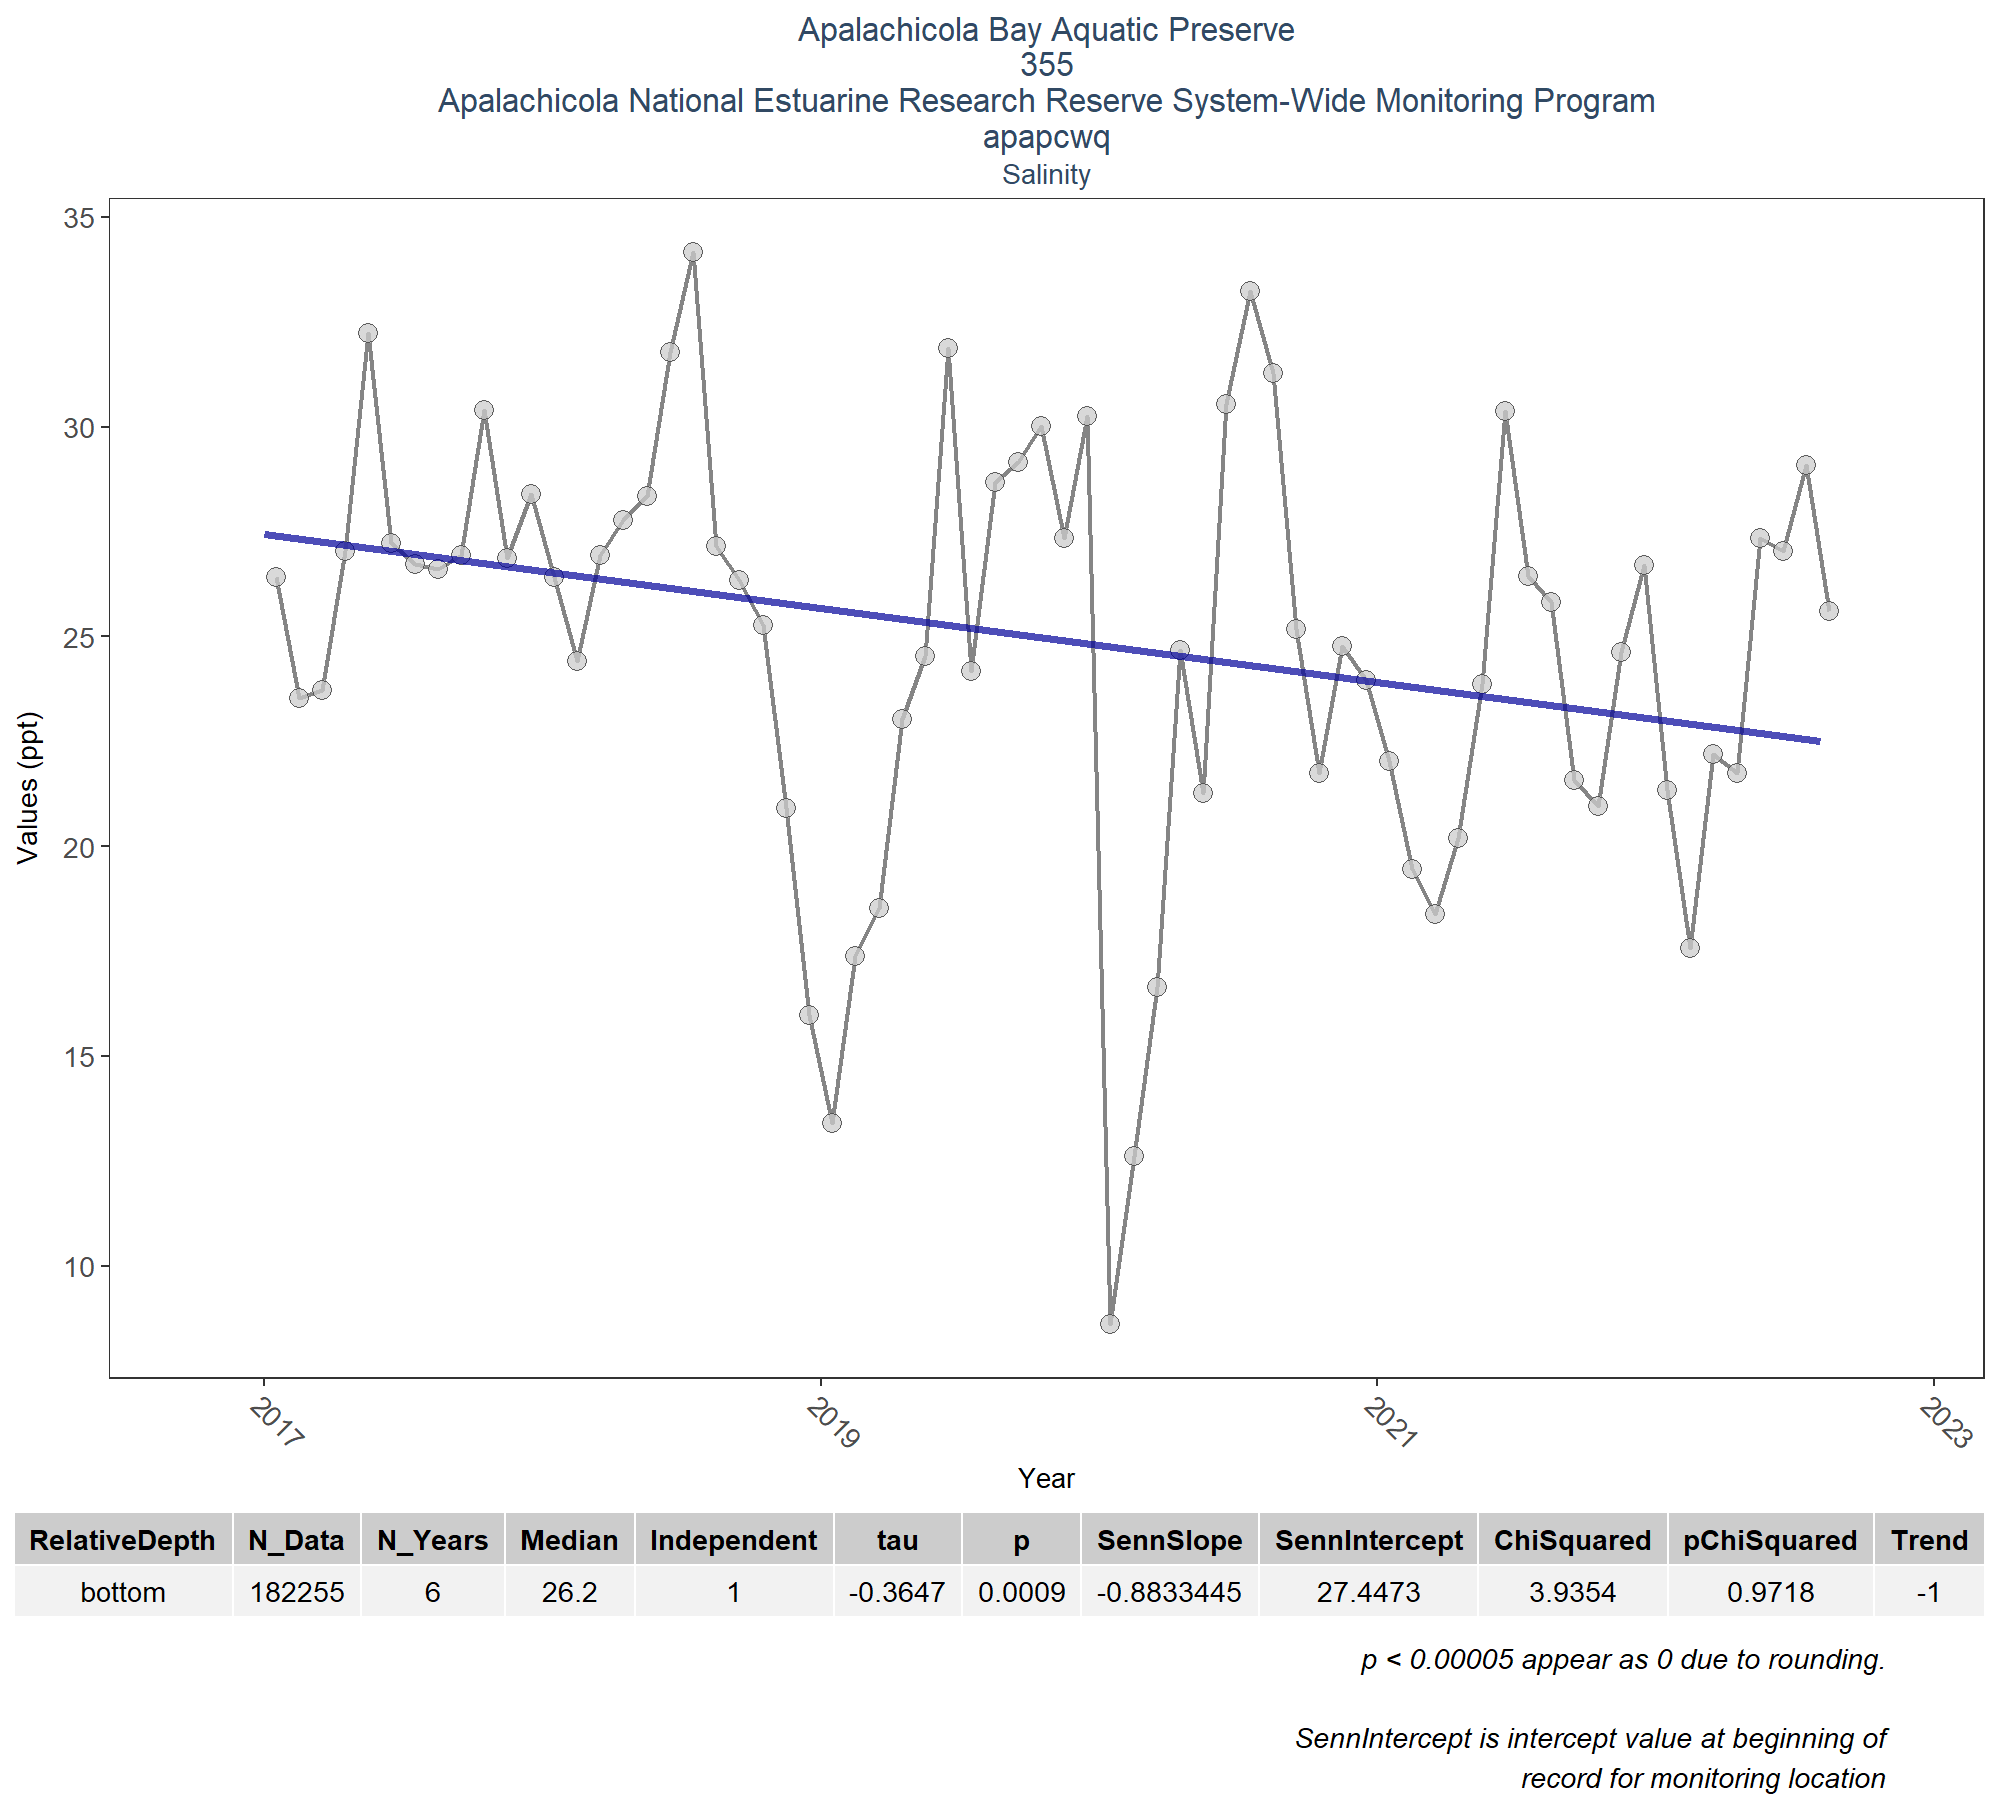 Apalachicola Bay Aquatic Preserve
355
Apalachicola National Estuarine Research Reserve System-Wide Monitoring Program
apapcwq
Salinity
35
30
25
20
15
10
Values (ppt)
2017 2019 2021 2023
Year
RelativeDepth N_Data N_Years Median Independent tau p SennSlope SennIntercept ChiSquared pChiSquared Trend
bottom 182255 6 26.2 1 -0.3647 0.0009 -0.8833445 27.4473 3.9354 0.9718 -1
p < 0.00005 appear as 0 due to rounding.
SennIntercept is intercept value at beginning of
record for monitoring location